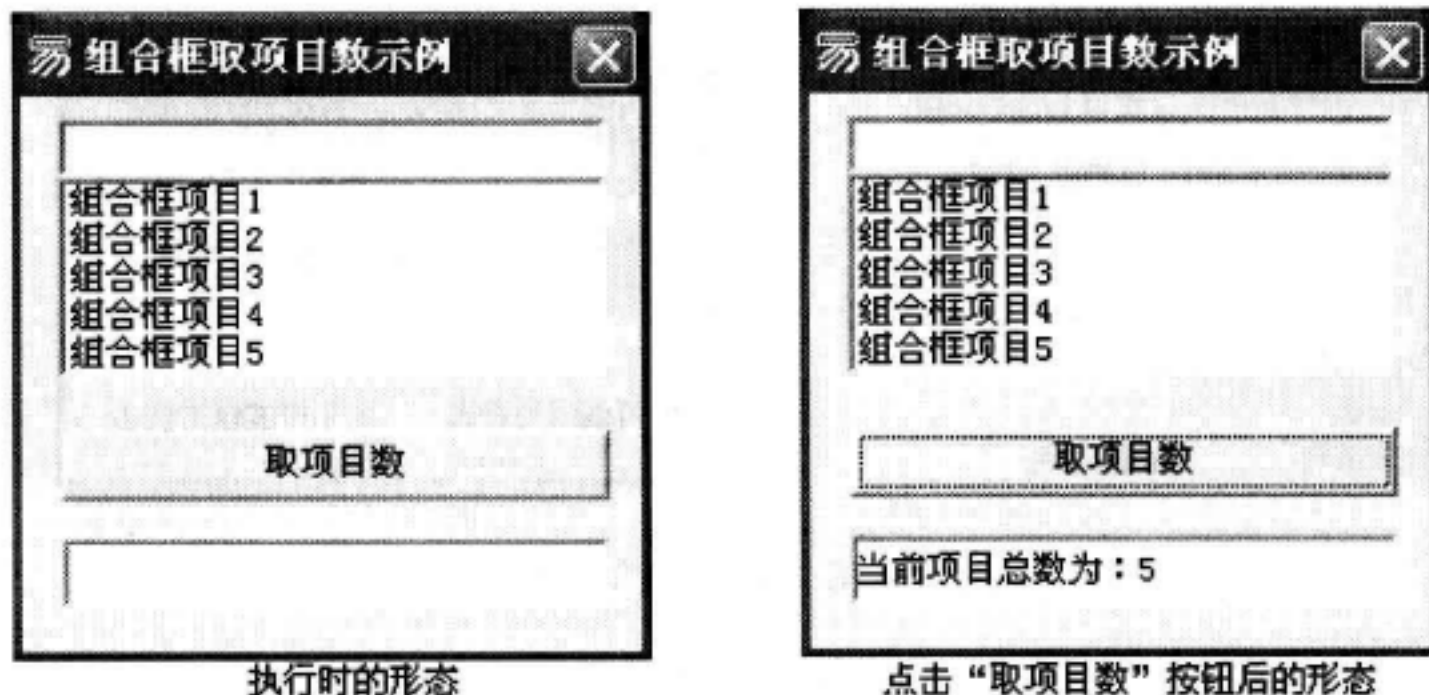 组合框取项目数示例
组合框项目1
组合框项目2
组合框项目3
组合框项目4
组合框项目5
取项目数
执行时的形态
组合框取项目数示例
组合框项目1
组合框项目2
组合框项目3
组合框项目4
组合框项目5
取项目数
当前项目总数为：5
点击“取项目数”按钮后的形态